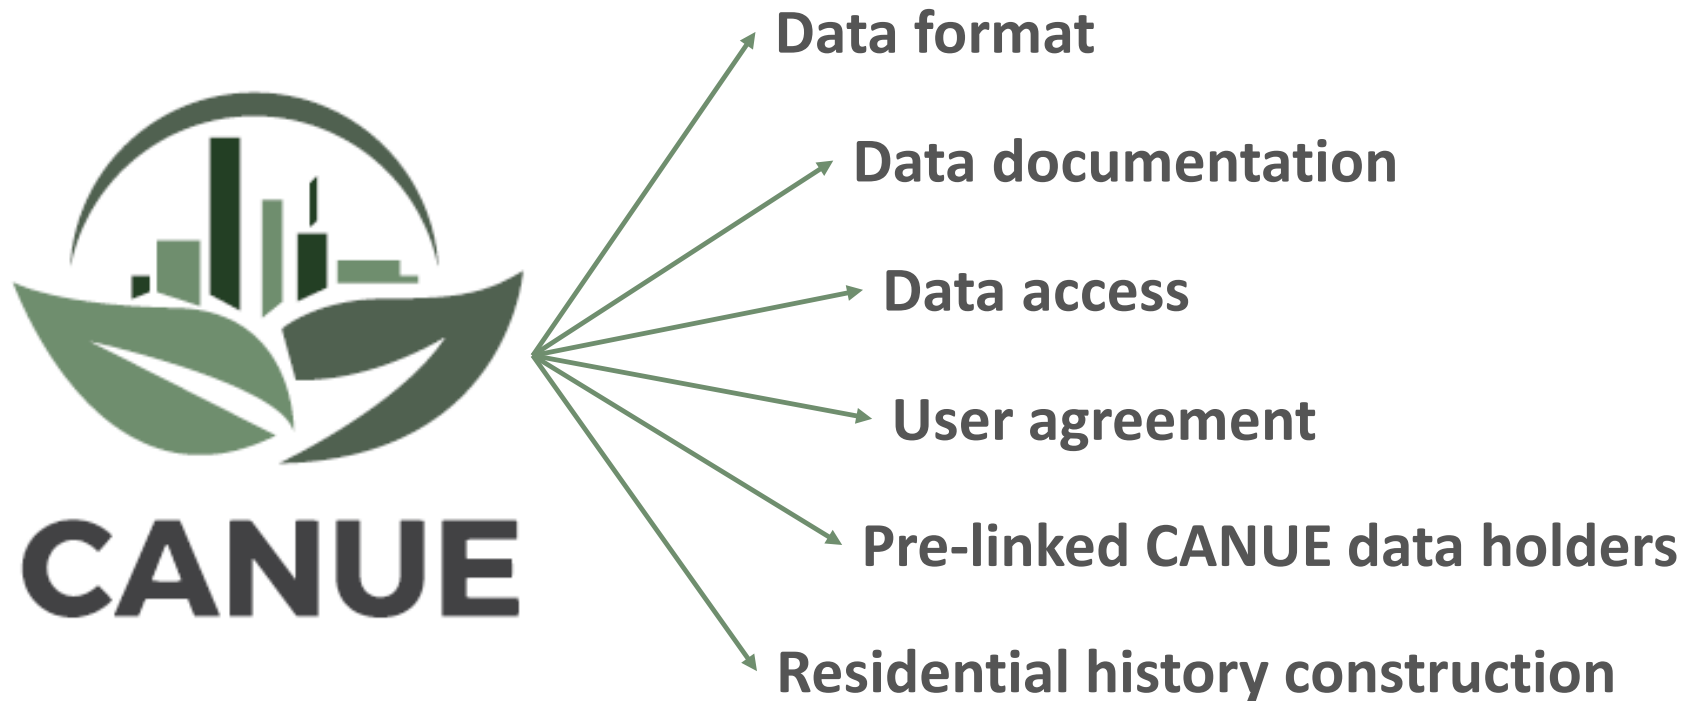 Data format
Data documentation
Data access
User agreement
Pre-linked CANUE data holders
Residential history construction
CANUE